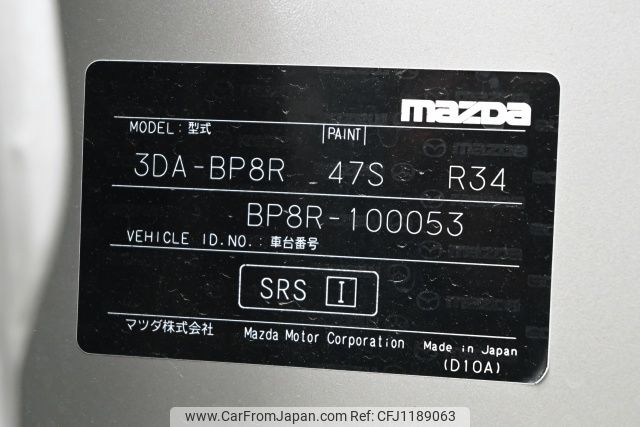 mazda
MODEL: 型式 PAINT
3DA-BP8R 47S R34
BP8R-100053
VEHICLE ID.NO.: 車台番号
SRS I
マツダ株式会社 Mazda Motor Corporation Made in Japan
(D10A)
www.CarFromJapan.com Ref: CFJ1189063